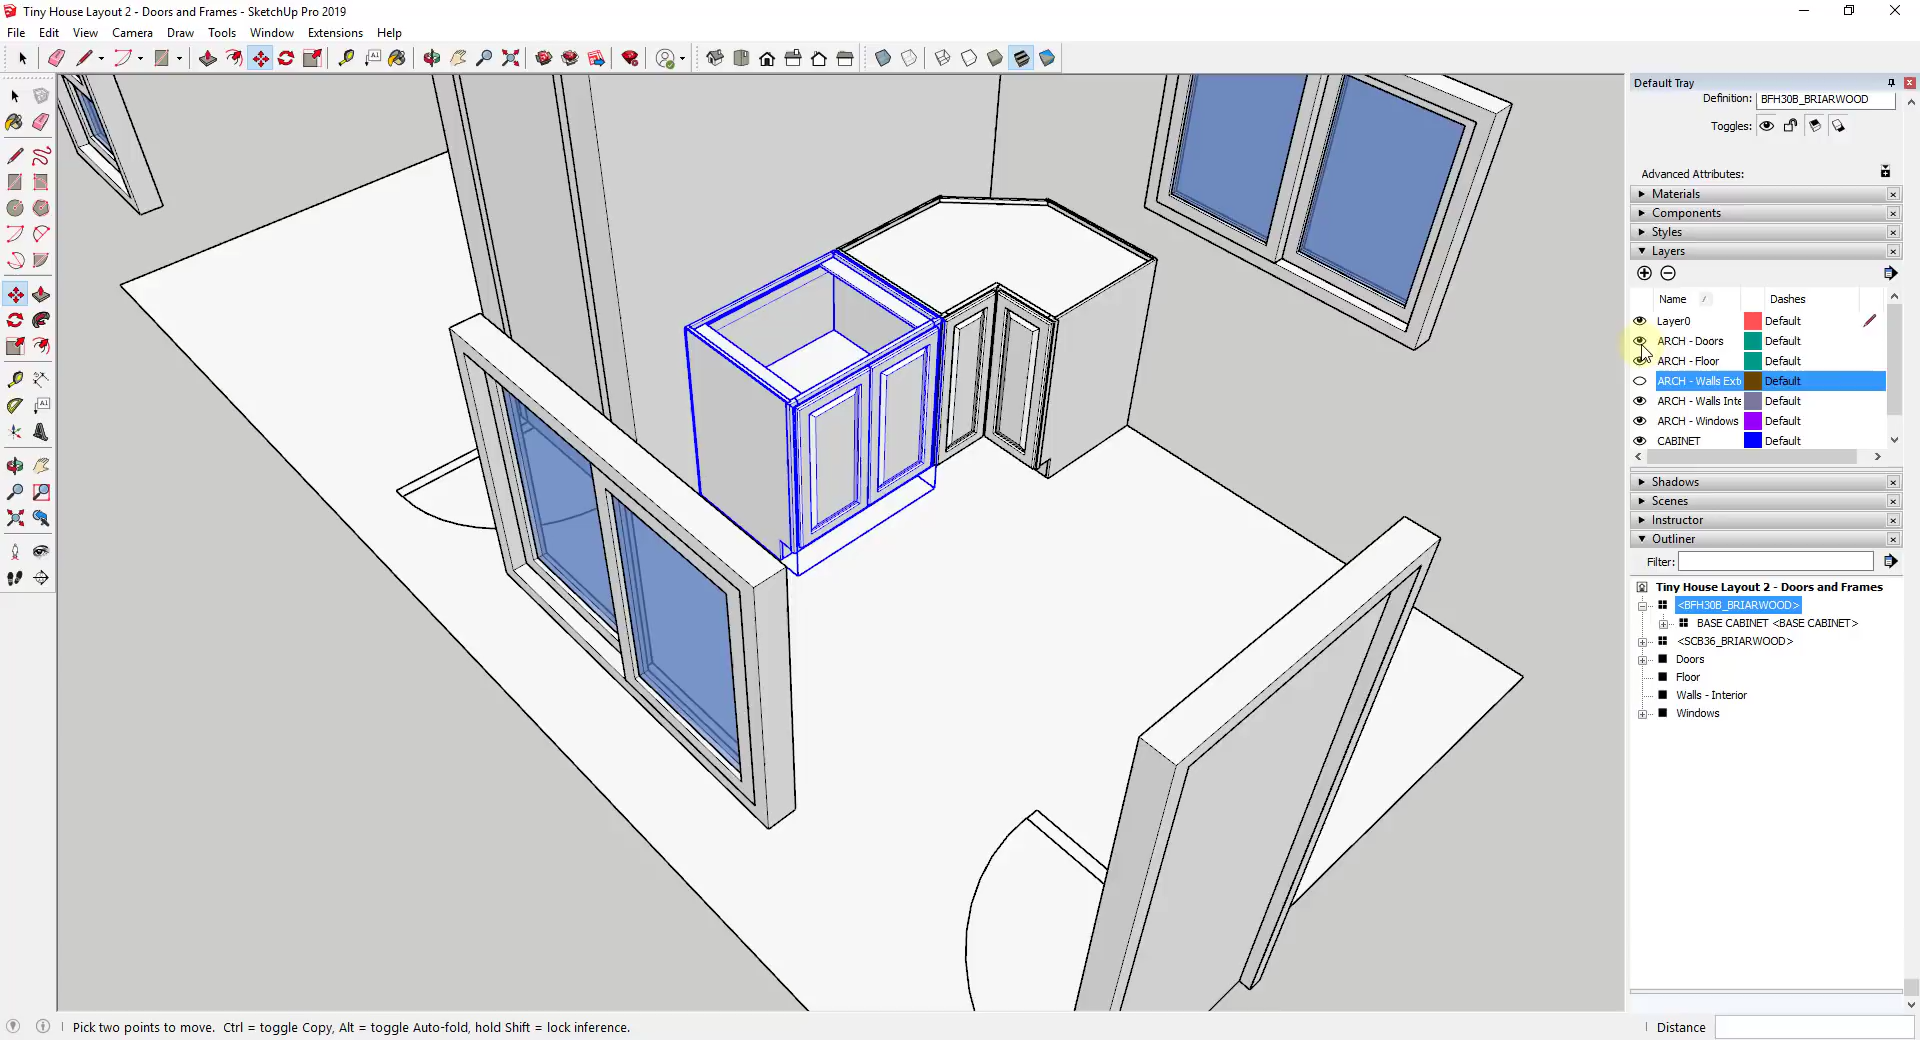 Tiny House Layout 2 - Doors and Frames - SketchUp Pro 2019
File Edit View Camera Draw Tools Window Extensions Help
Default Tray
Definition: BFH30B_BRIARWOOD
Toggles:
Advanced Attributes:
Materials
Components
Styles
Layers
Name Dashes
Layer0 Default
ARCH - Doors Default
ARCH - Floor Default
ARCH - Walls Exte Default
ARCH - Walls Inte Default
ARCH - Windows Default
CABINET Default
Shadows
Scenes
Instructor
Outliner
Filter:
Tiny House Layout 2 - Doors and Frames
<BFH30B_BRIARWOOD>
BASE CABINET <BASE CABINET>
<SCB36_BRIARWOOD>
Doors
Floor
Walls - Interior
Windows
Pick two points to move. Ctrl = toggle Copy, Alt = toggle Auto-fold, hold Shift = lock inference.
Distance